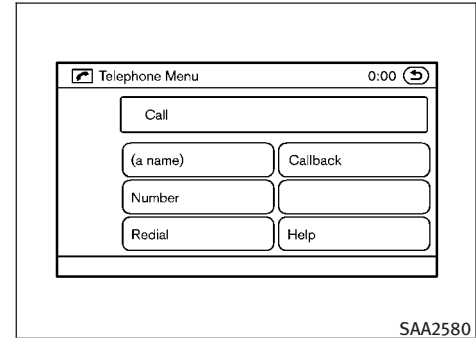 Telephone Menu 0:00
Call
(a name) Callback
Number
Redial Help
SAA2580